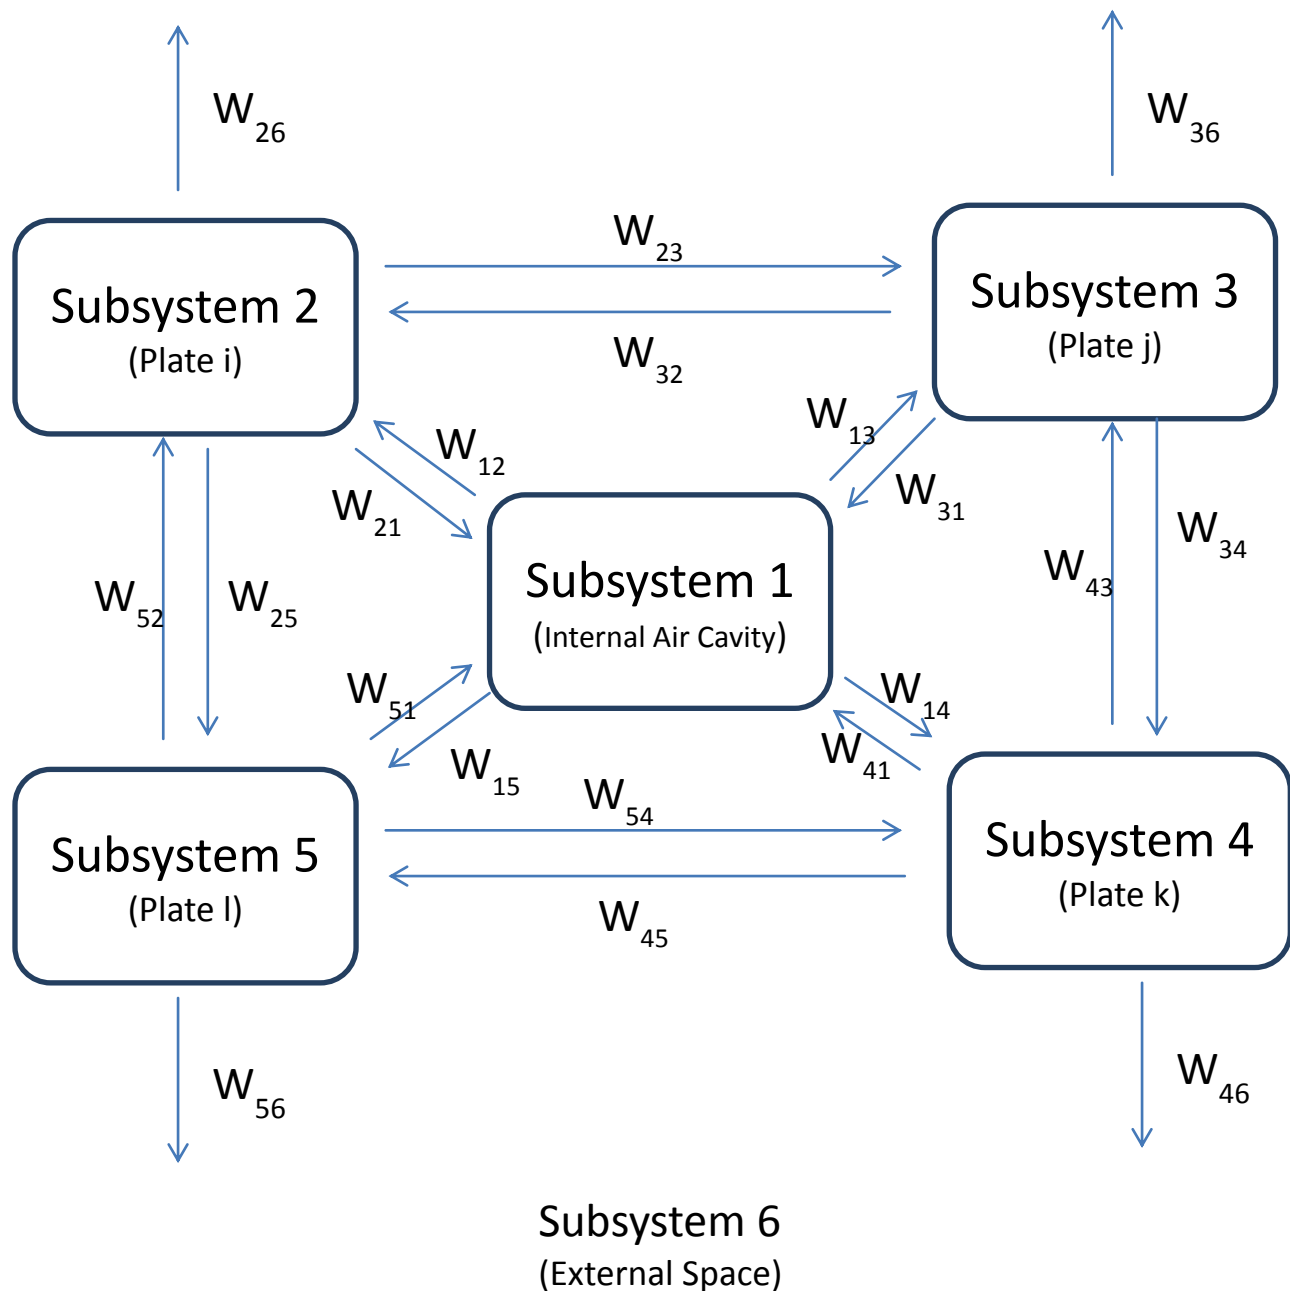 W26
W36
W23
Subsystem 2
(Plate i)
Subsystem 3
(Plate j)
W32
W13
W12
W21
W31
W34
W43
Subsystem 1
(Internal Air Cavity)
W52
W25
W51
W14
W15
W41
W54
Subsystem 5
(Plate l)
Subsystem 4
(Plate k)
W45
W56
W46
Subsystem 6
(External Space)